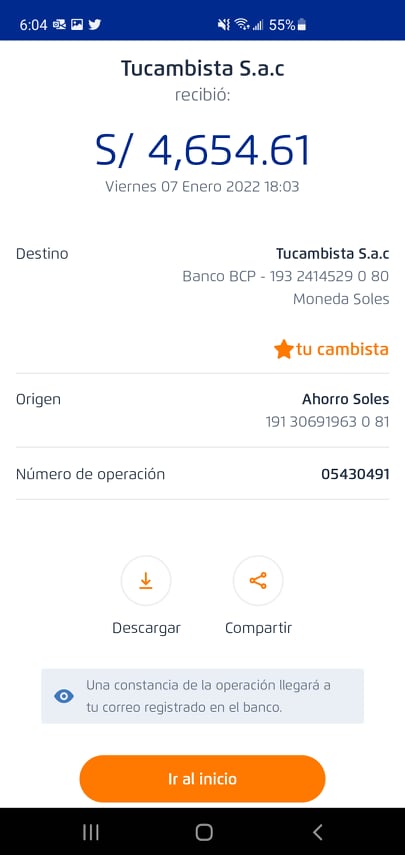 6:04 55%
Tucambista S.a.c
recibió:
S/ 4,654.61
Viernes 07 Enero 2022 18:03
Destino Tucambista S.a.c
Banco BCP - 193 2414529 0 80
Moneda Soles
tu cambista
Origen Ahorro Soles
191 30691963 0 81
Número de operación 05430491
Descargar Compartir
Una constancia de la operación llegará a
tu correo registrado en el banco.
Ir al inicio